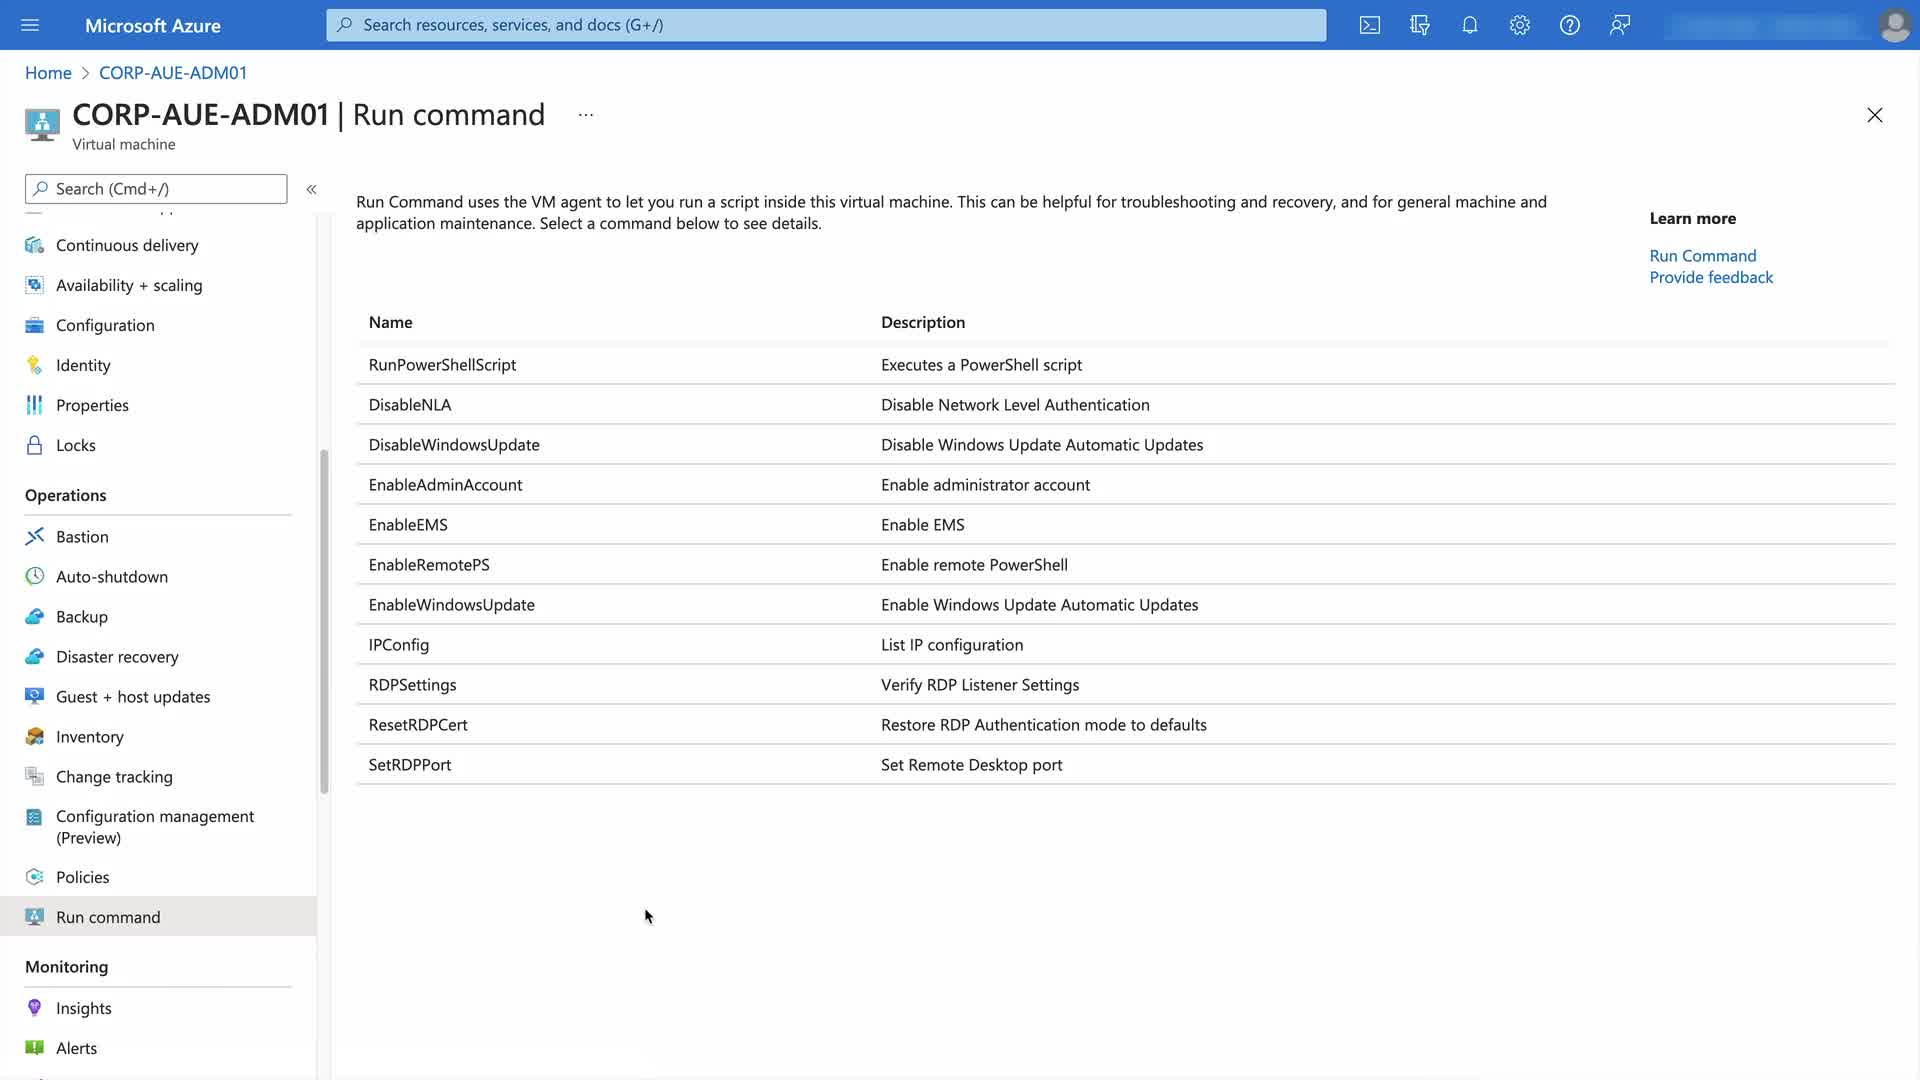 Microsoft Azure
Search resources, services, and docs (G+/)
Home > CORP-AUE-ADM01
CORP-AUE-ADM01 | Run command ...
Virtual machine
Search (Cmd+/)
«
Continuous delivery
Availability + scaling
Configuration
Identity
Properties
Locks
Operations
Bastion
Auto-shutdown
Backup
Disaster recovery
Guest + host updates
Inventory
Change tracking
Configuration management
(Preview)
Policies
Run command
Monitoring
Insights
Alerts
Run Command uses the VM agent to let you run a script inside this virtual machine. This can be helpful for troubleshooting and recovery, and for general machine and
application maintenance. Select a command below to see details.
Name Description
RunPowerShellScript Executes a PowerShell script
DisableNLA Disable Network Level Authentication
DisableWindowsUpdate Disable Windows Update Automatic Updates
EnableAdminAccount Enable administrator account
EnableEMS Enable EMS
EnableRemotePS Enable remote PowerShell
EnableWindowsUpdate Enable Windows Update Automatic Updates
IPConfig List IP configuration
RDPSettings Verify RDP Listener Settings
ResetRDPCert Restore RDP Authentication mode to defaults
SetRDPPort Set Remote Desktop port
Learn more
Run Command
Provide feedback